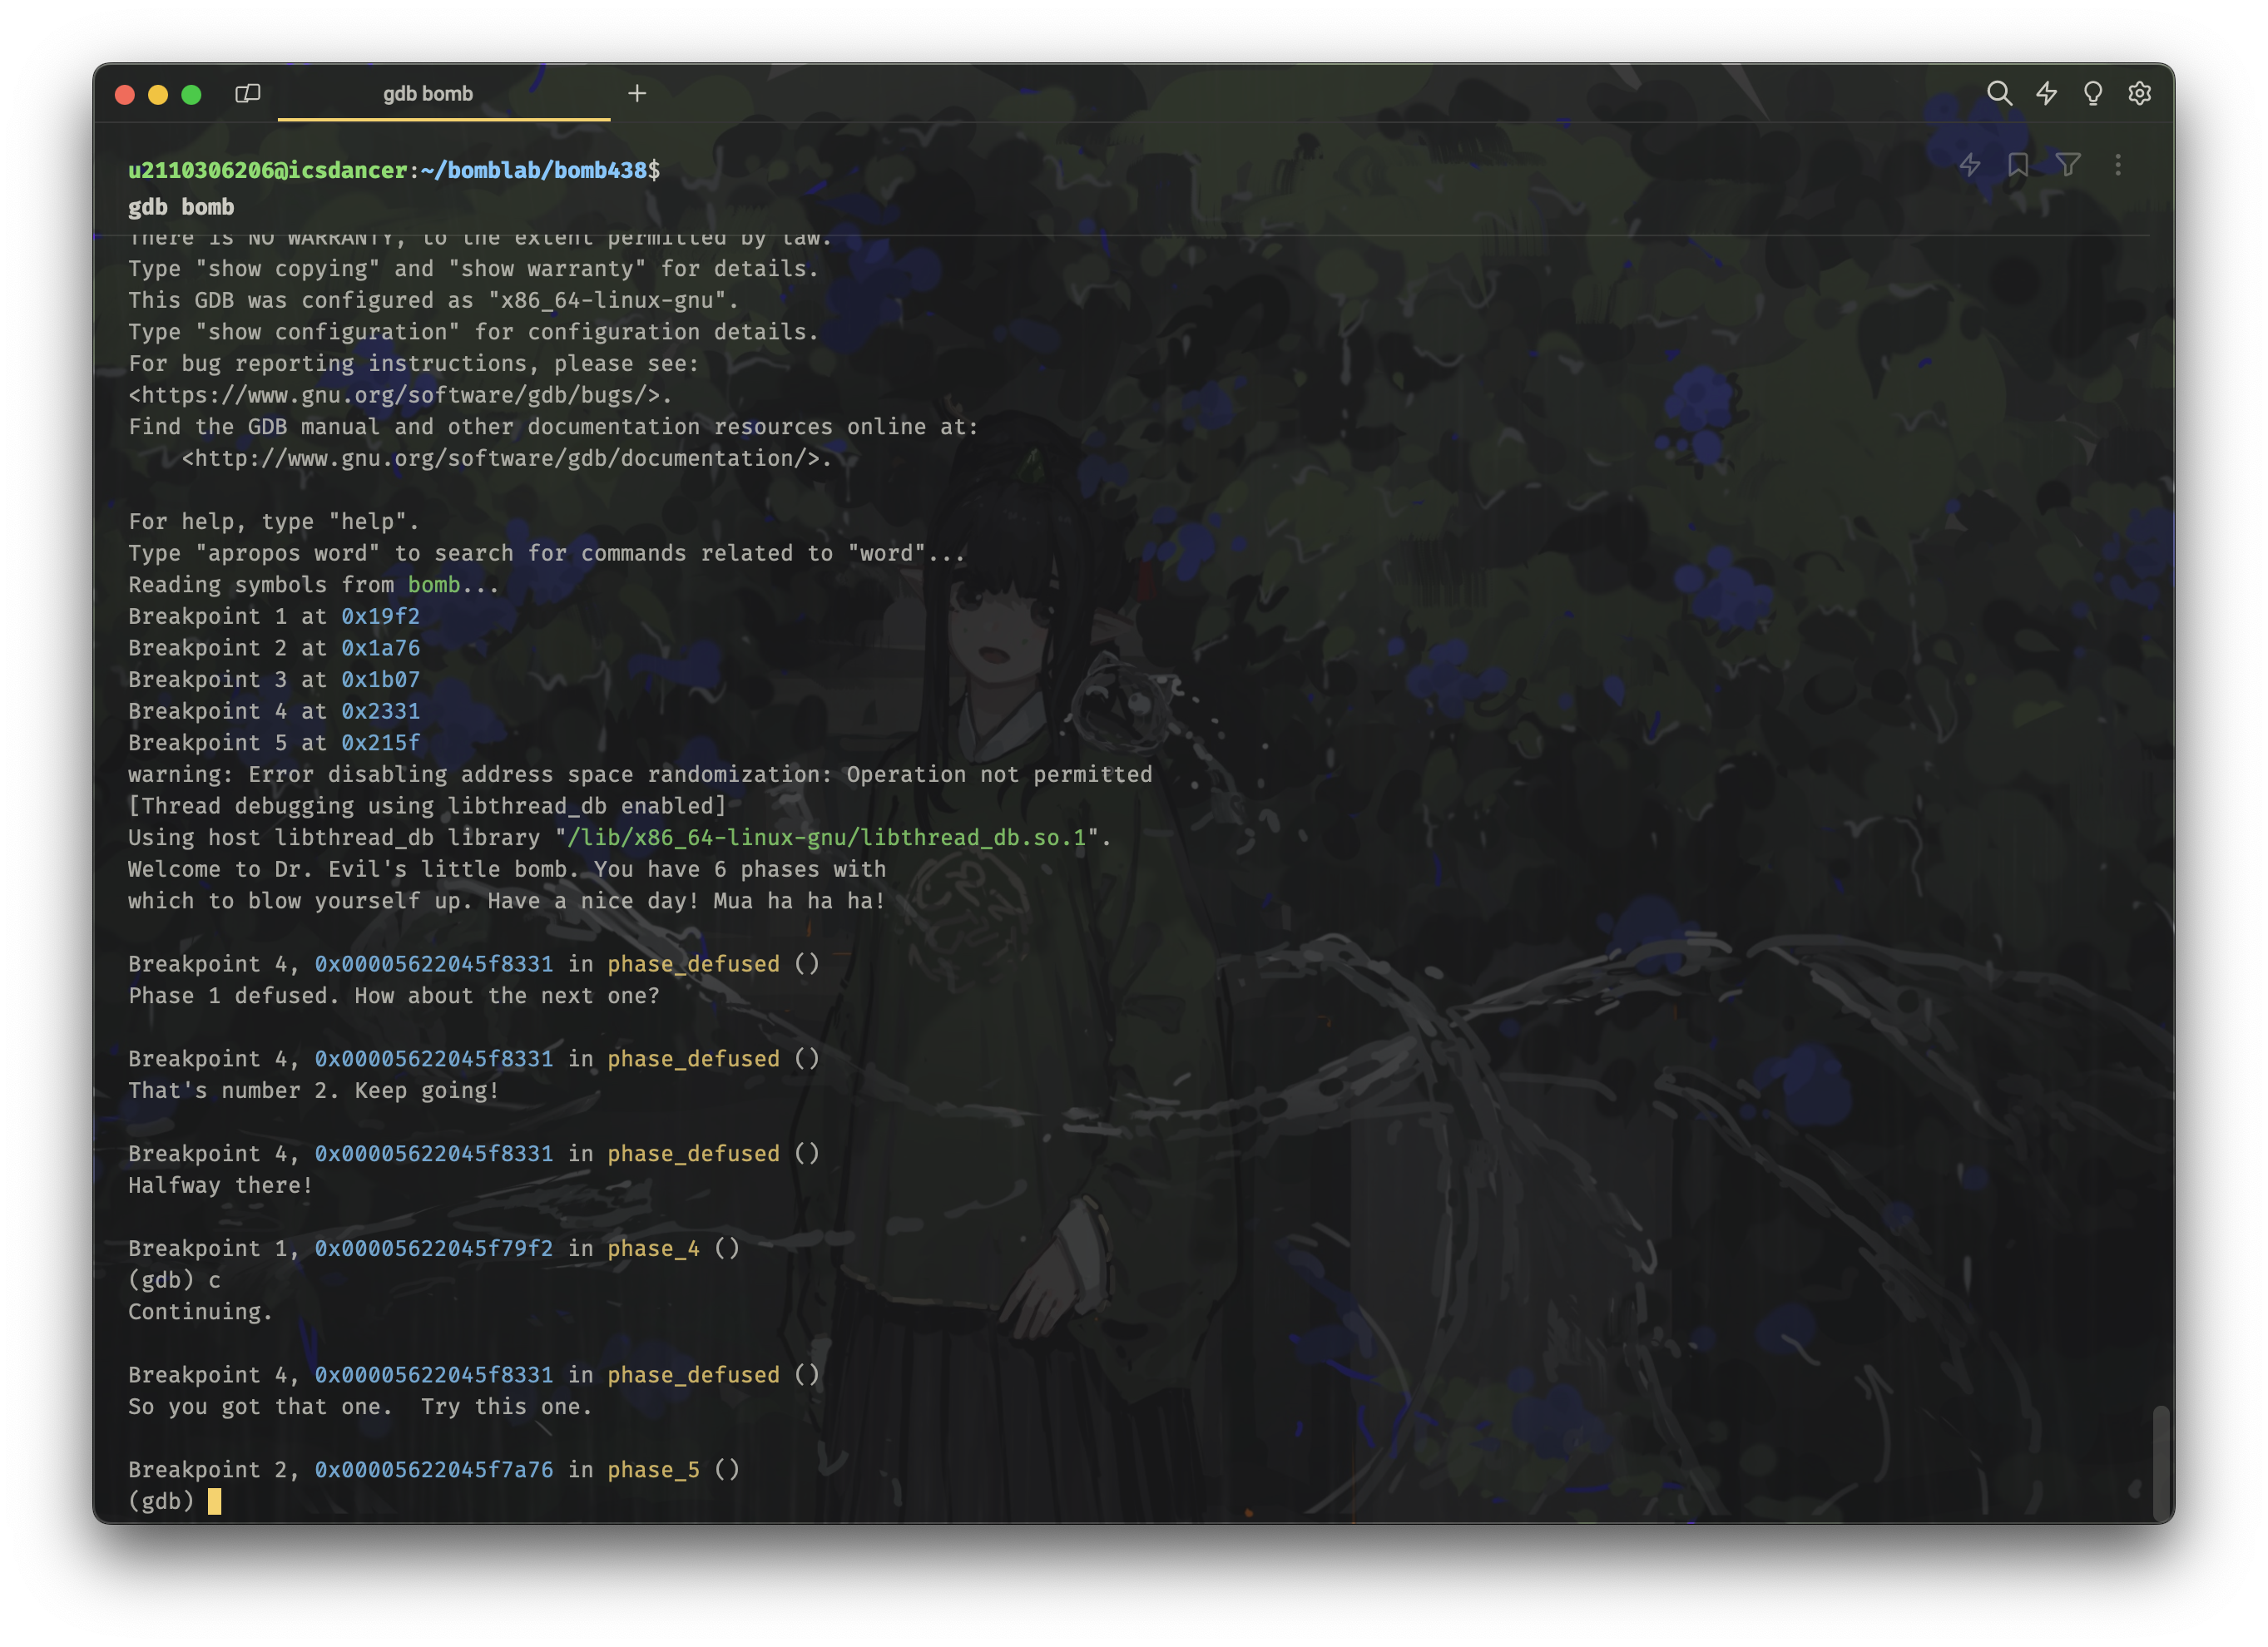 gdb bomb
u2110306206@icsdancer:~/bomblab/bomb438$
gdb bomb
There is NO WARRANTY, to the extent permitted by law.
Type "show copying" and "show warranty" for details.
This GDB was configured as "x86_64-linux-gnu".
Type "show configuration" for configuration details.
For bug reporting instructions, please see:
<https://www.gnu.org/software/gdb/bugs/>.
Find the GDB manual and other documentation resources online at:
    <http://www.gnu.org/software/gdb/documentation/>.
For help, type "help".
Type "apropos word" to search for commands related to "word"...
Reading symbols from bomb...
Breakpoint 1 at 0x19f2
Breakpoint 2 at 0x1a76
Breakpoint 3 at 0x1b07
Breakpoint 4 at 0x2331
Breakpoint 5 at 0x215f
warning: Error disabling address space randomization: Operation not permitted
[Thread debugging using libthread_db enabled]
Using host libthread_db library "/lib/x86_64-linux-gnu/libthread_db.so.1".
Welcome to Dr. Evil's little bomb. You have 6 phases with
which to blow yourself up. Have a nice day! Mua ha ha ha!
Breakpoint 4, 0x00005622045f8331 in phase_defused ()
Phase 1 defused. How about the next one?
Breakpoint 4, 0x00005622045f8331 in phase_defused ()
That's number 2. Keep going!
Breakpoint 4, 0x00005622045f8331 in phase_defused ()
Halfway there!
Breakpoint 1, 0x00005622045f79f2 in phase_4 ()
(gdb) c
Continuing.
Breakpoint 4, 0x00005622045f8331 in phase_defused ()
So you got that one.  Try this one.
Breakpoint 2, 0x00005622045f7a76 in phase_5 ()
(gdb)